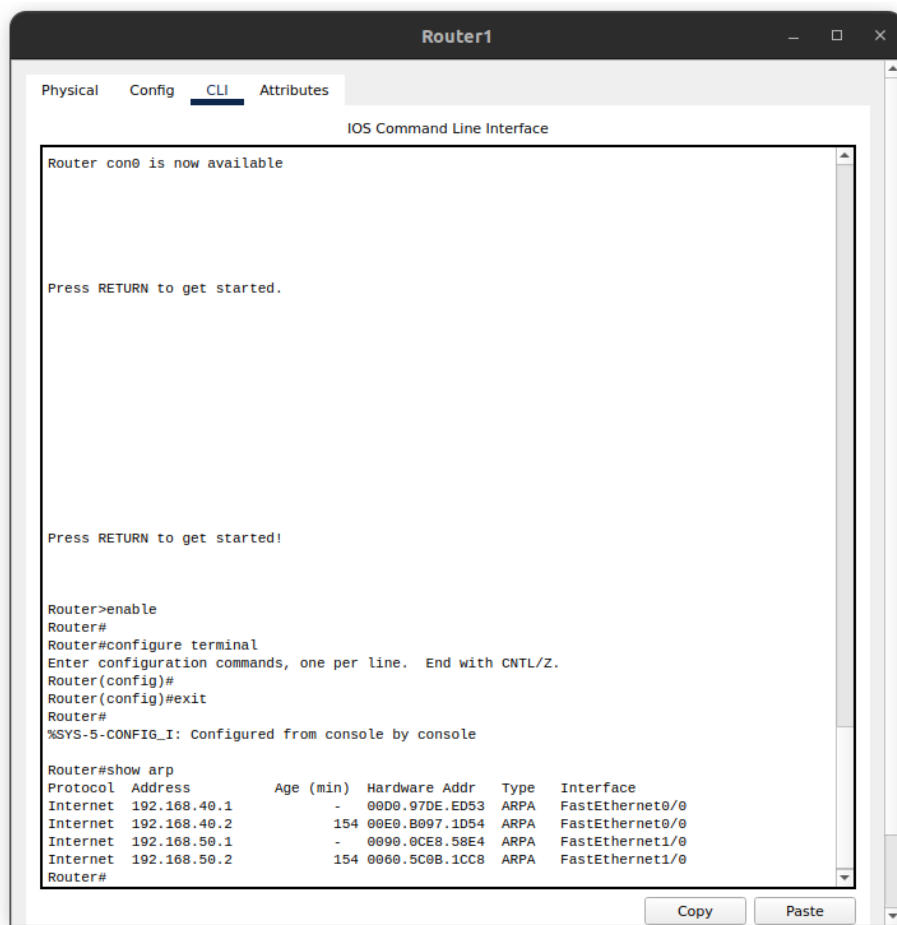 Router1
Physical Config CLI Attributes
IOS Command Line Interface
Router con0 is now available
Press RETURN to get started.
Press RETURN to get started!
Router>enable
Router#
Router#configure terminal
Enter configuration commands, one per line.  End with CNTL/Z.
Router(config)#
Router(config)#exit
Router#
%SYS-5-CONFIG_I: Configured from console by console
Router#show arp
Protocol  Address          Age (min)  Hardware Addr   Type   Interface
Internet  192.168.40.1            -   00D0.97DE.ED53  ARPA   FastEthernet0/0
Internet  192.168.40.2            154 00E0.B097.1D54  ARPA   FastEthernet0/0
Internet  192.168.50.1            -   0090.0CE8.58E4  ARPA   FastEthernet1/0
Internet  192.168.50.2            154 0060.5C0B.1CC8  ARPA   FastEthernet1/0
Router#
Copy Paste